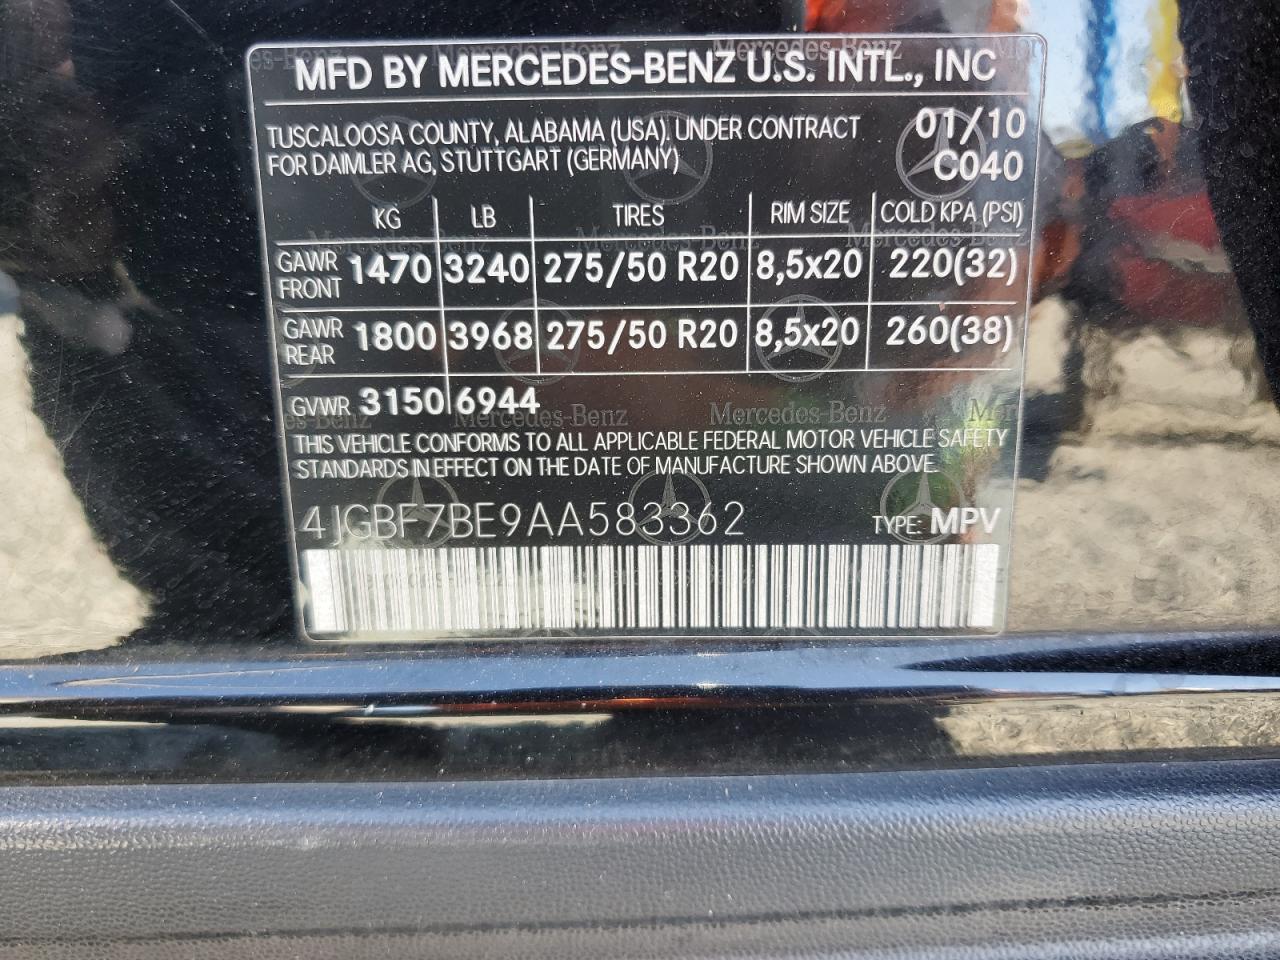 MFD BY MERCEDES-BENZ U.S. INTL., INC
TUSCALOOSA COUNTY, ALABAMA (USA), UNDER CONTRACT
FOR DAIMLER AG, STUTTGART (GERMANY)
01/10
C040
KG LB TIRES RIM SIZE COLD KPA (PSI)
GAWR FRONT 1470 3240 275/50 R20 8,5x20 220(32)
GAWR REAR 1800 3968 275/50 R20 8,5x20 260(38)
GVWR 3150 6944
THIS VEHICLE CONFORMS TO ALL APPLICABLE FEDERAL MOTOR VEHICLE SAFETY
STANDARDS IN EFFECT ON THE DATE OF MANUFACTURE SHOWN ABOVE.
4JGBF7BE9AA583362 TYPE: MPV